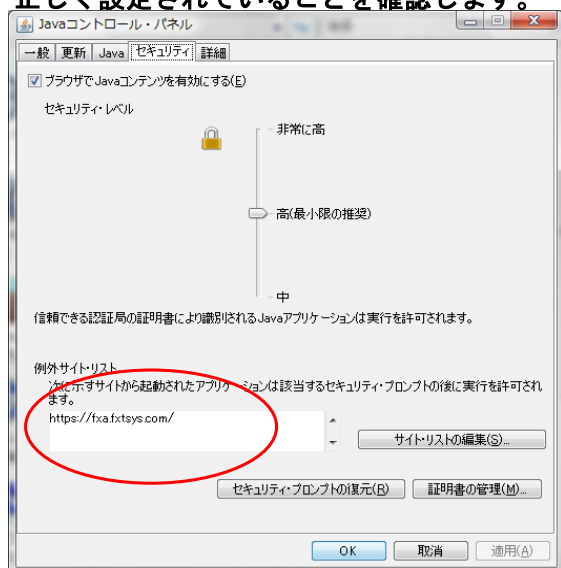 正しく設定されていることを確認します。
Javaコントロール・パネル
一般 更新 Java セキュリティ 詳細
ブラウザでJavaコンテンツを有効にする(E)
セキュリティ・レベル
非常に高
高(最小限の推奨)
中
信頼できる認証局の証明書により識別されるJavaアプリケーションは実行を許可されます。
例外サイト・リスト
次に示すサイトから起動されたアプリケーションは該当するセキュリティ・プロンプトの後に実行を許可され
ます。
https://fxa.fxtsys.com/
サイト・リストの編集(S)...
セキュリティ・プロンプトの復元(R) 証明書の管理(M)...
OK 取消 適用(A)